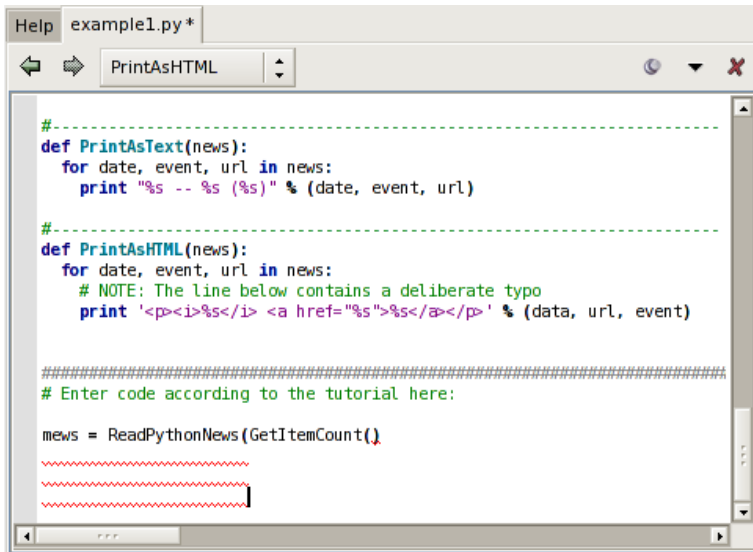 Help example1.py*
PrintAsHTML
#-----------------------------------------------------------------------
def PrintAsText(news):
  for date, event, url in news:
    print "%s -- %s (%s)" % (date, event, url)
#-----------------------------------------------------------------------
def PrintAsHTML(news):
  for date, event, url in news:
    # NOTE: The line below contains a deliberate typo
    print '<p><i>%s</i> <a href="%s">%s</a></p>' % (data, url, event)
########################################################################
# Enter code according to the tutorial here:
mews = ReadPythonNews(GetItemCount()